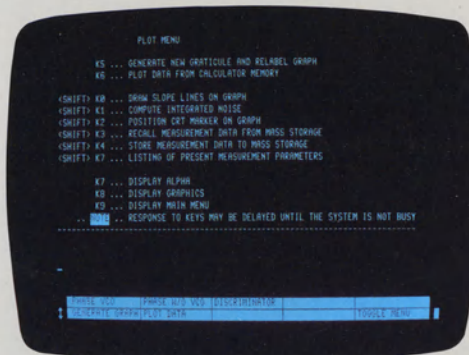 PLOT MENU
K5 ... GENERATE NEW GRATICULE AND RELABEL GRAPH
K6 ... PLOT DATA FROM CALCULATOR MEMORY
<SHIFT> K0 ... DRAW SLOPE LINES ON GRAPH
<SHIFT> K1 ... COMPUTE INTEGRATED NOISE
<SHIFT> K2 ... POSITION CRT MARKER ON GRAPH
<SHIFT> K3 ... RECALL MEASUREMENT DATA FROM MASS STORAGE
<SHIFT> K4 ... STORE MEASUREMENT DATA TO MASS STORAGE
<SHIFT> K7 ... LISTING OF PRESENT MEASUREMENT PARAMETERS
K7 ... DISPLAY ALPHA
K8 ... DISPLAY GRAPHICS
K9 ... DISPLAY MAIN MENU
.. NOTE .. RESPONSE TO KEYS MAY BE DELAYED UNTIL THE SYSTEM IS NOT BUSY
PHASE VCO PHASE W/O VCO DISCRIMINATOR
GENERATE GRAPH PLOT DATA TOGGLE MENU